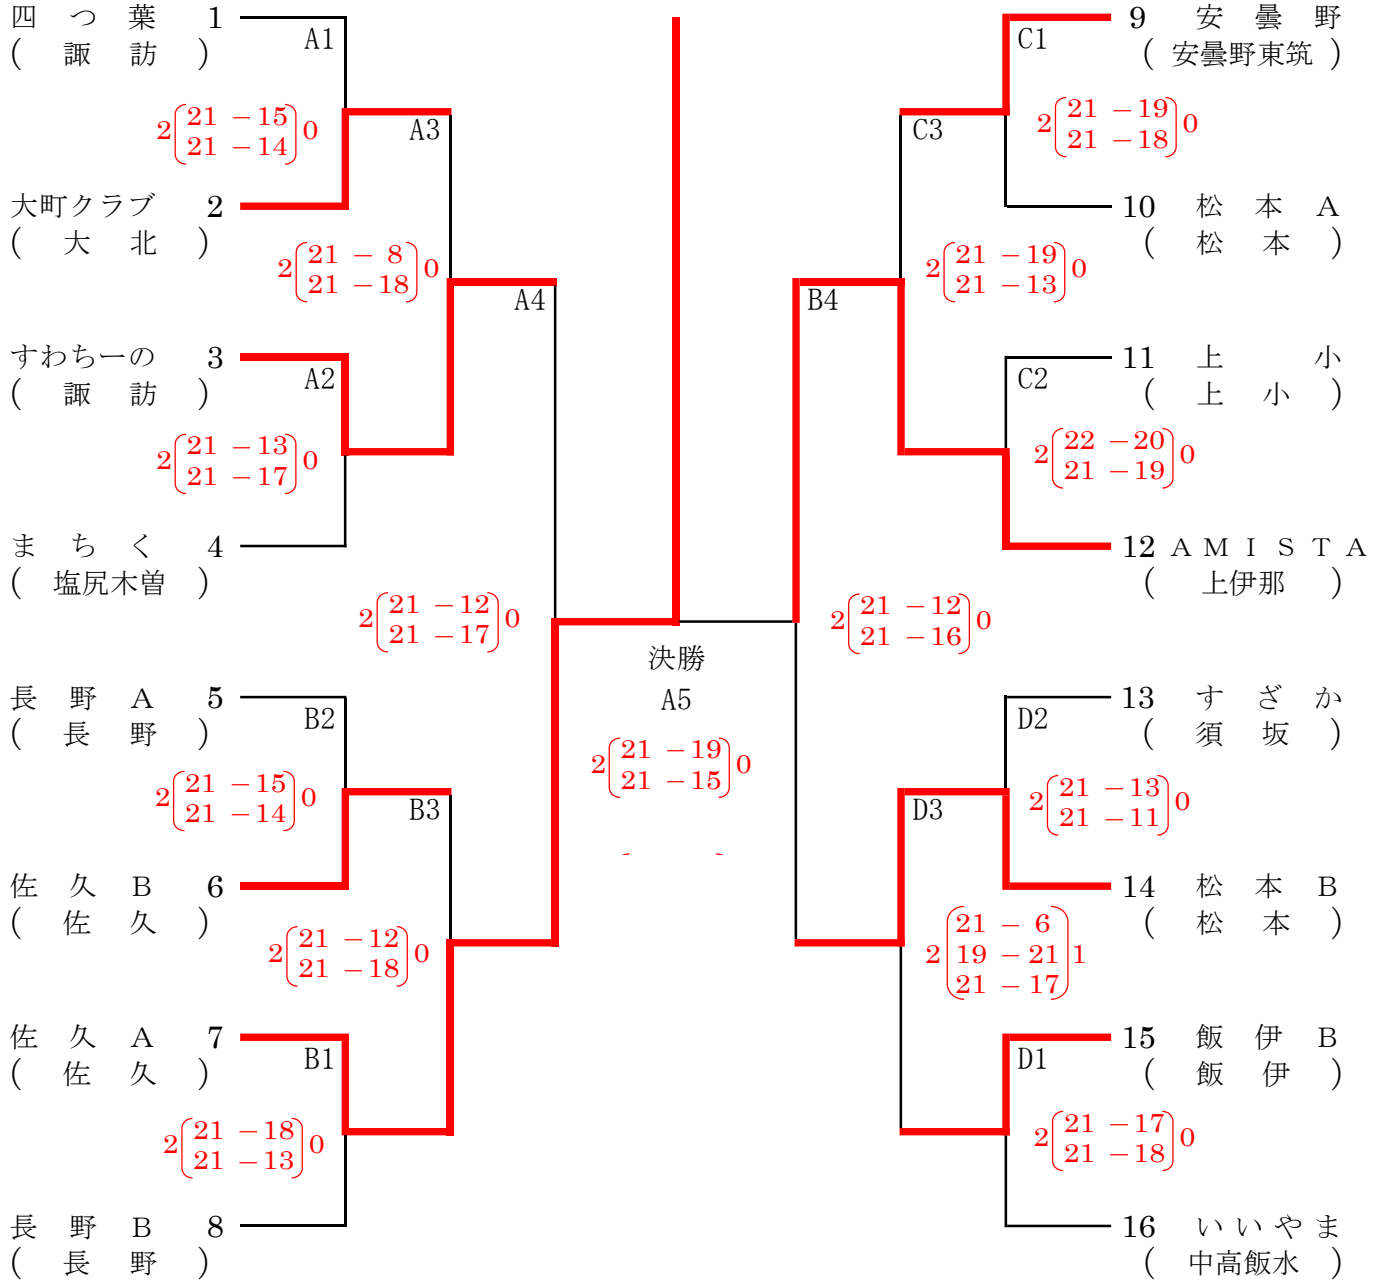 四つ葉 1
( 諏訪 )
A1
2(21 -15)0
21 -14
A3
大町クラブ 2
( 大北 )
2(21 - 8)0
21 -18
A4
すわちーの 3
( 諏訪 )
A2
2(21 -13)0
21 -17
まちく 4
( 塩尻木曽 )
2(21 -12)0
21 -17
長野A 5
( 長野 )
B2
2(21 -15)0
21 -14
B3
佐久B 6
( 佐久 )
2(21 -12)0
21 -18
佐久A 7
( 佐久 )
B1
2(21 -18)0
21 -13
長野B 8
( 長野 )
決勝
A5
2(21 -19)0
21 -15
9 安曇野
( 安曇野東筑 )
C1
2(21 -19)0
21 -18
C3
10 松本A
( 松本 )
2(21 -19)0
21 -13
B4
11 上小
( 上小 )
C2
2(22 -20)0
21 -19
12 AMISTA
( 上伊那 )
2(21 -12)0
21 -16
13 すざか
( 須坂 )
D2
2(21 -13)0
21 -11
D3
14 松本B
( 松本 )
21 - 6
2(19 -21)1
21 -17
15 飯伊B
( 飯伊 )
D1
2(21 -17)0
21 -18
16 いいやま
( 中高飯水 )